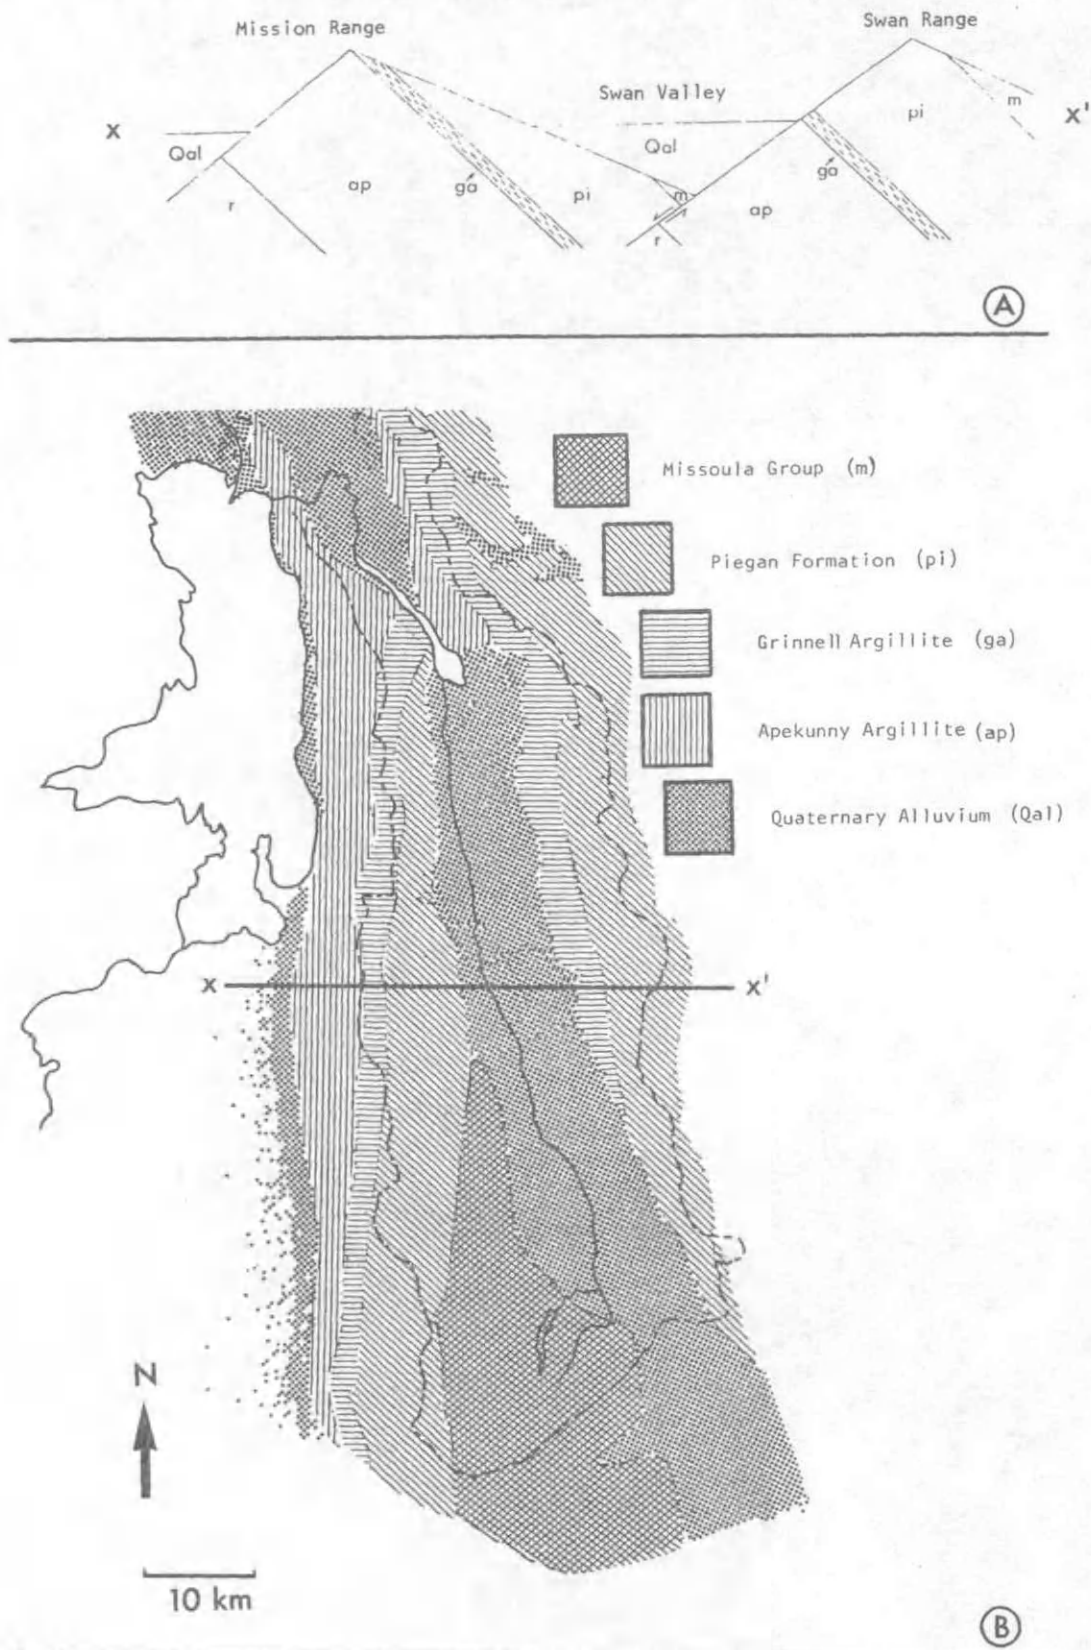 Mission Range
Swan Range
Swan Valley
X
X'
Qal
r
ap
ga
pi
Qal
m
r
ap
ga
pi
m
A
Missoula Group (m)
Piegan Formation (pi)
Grinnell Argillite (ga)
Apekunny Argillite (ap)
Quaternary Alluvium (Qal)
X
X'
N
10 km
B